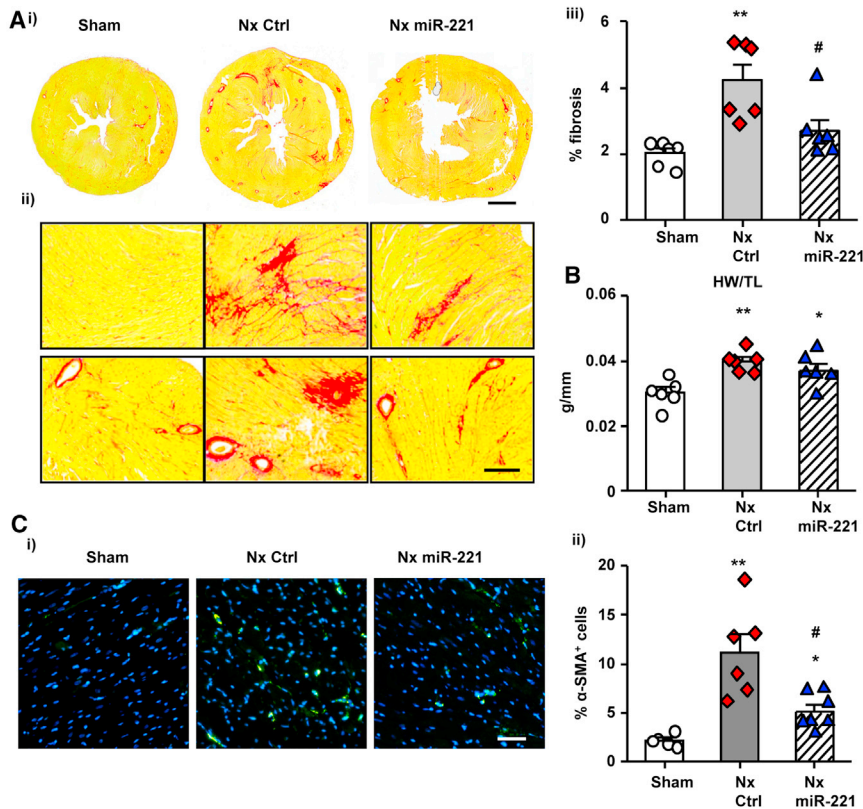 A i)
Sham
Nx Ctrl
Nx miR-221
ii)
iii)
% fibrosis
6
4
2
0
**
#
Sham
Nx
Ctrl
Nx
miR-221
B
HW/TL
g/mm
0.06
0.04
0.02
0.00
**
*
Sham
Nx
Ctrl
Nx
miR-221
C
i)
Sham
Nx Ctrl
Nx miR-221
ii)
% α-SMA⁺ cells
20
15
10
5
0
**
#
*
Sham
Nx
Ctrl
Nx
miR-221